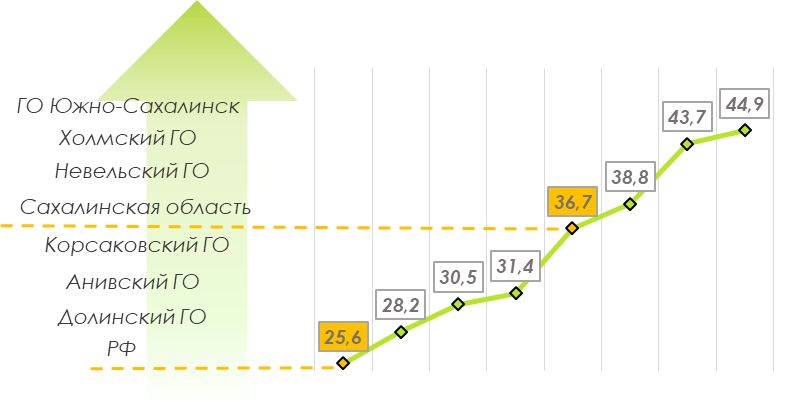 ГО Южно-Сахалинск
Холмский ГО
Невельский ГО
Сахалинская область
Корсаковский ГО
Анивский ГО
Долинский ГО
РФ
25,6
28,2
30,5
31,4
36,7
38,8
43,7
44,9